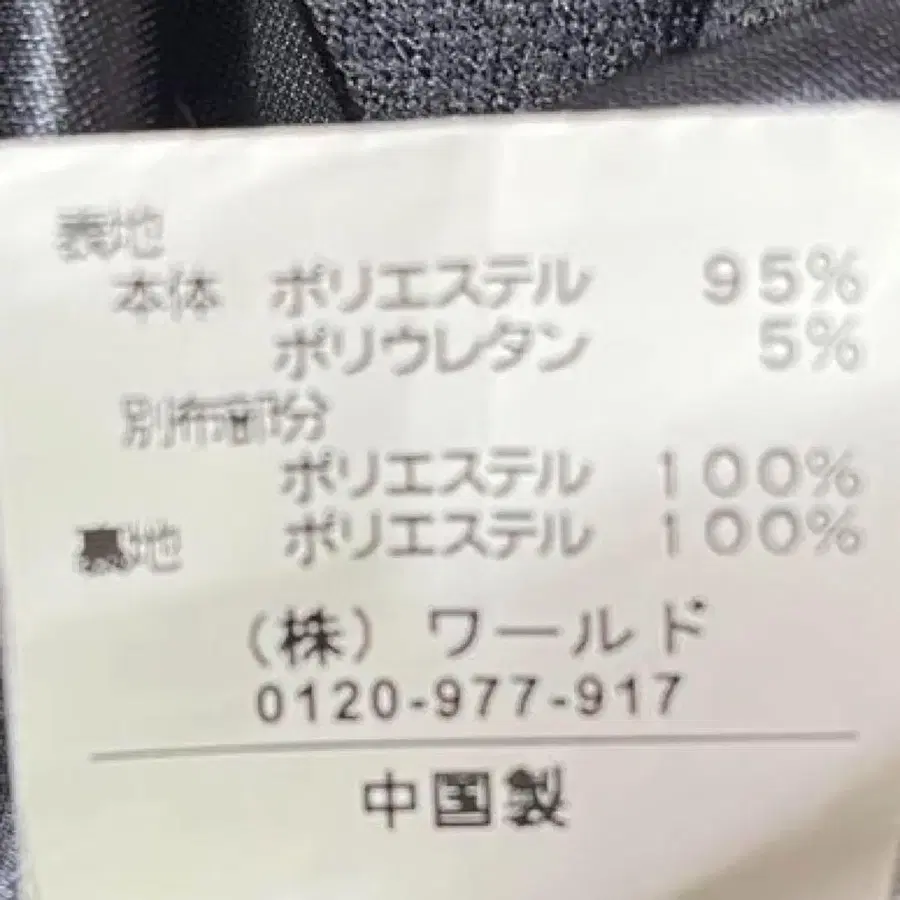 表地
本体 ポリエステル 95%
ポリウレタン 5%
別布部分
ポリエステル 100%
裏地 ポリエステル 100%
(株) ワールド
0120-977-917
中国製